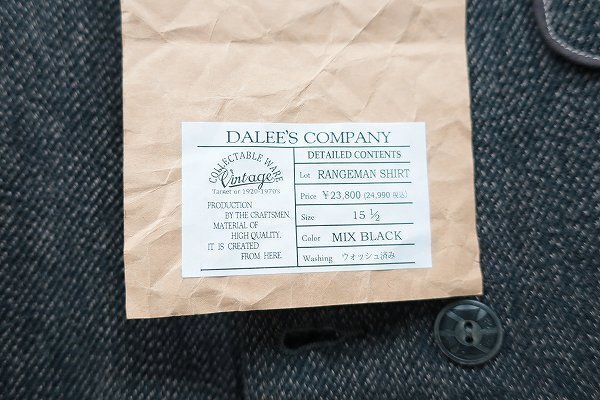 DALEE'S COMPANY
COLLECTABLE WARE
Vintage
Target of 1920-1970's
PRODUCTION
BY THE CRAFTSMEN.
MATERIAL OF
HIGH QUALITY.
IT IS CREATED
FROM HERE
DETAILED CONTENTS
Lot RANGEMAN SHIRT
Price ¥23,800 (24,990 税込)
Size 15 ½
Color MIX BLACK
Washing ウォッシュ済み